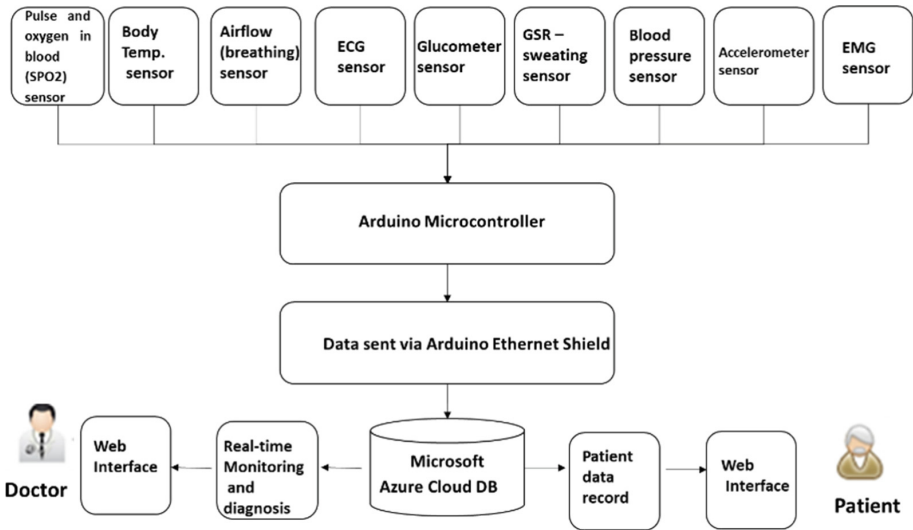 Pulse and
oxygen in
blood
(SPO2)
sensor
Body
Temp.
sensor
Airflow
(breathing)
sensor
ECG
sensor
Glucometer
sensor
GSR –
sweating
sensor
Blood
pressure
sensor
Accelerometer
sensor
EMG
sensor
Arduino Microcontroller
Data sent via Arduino Ethernet Shield
Doctor
Web
Interface
Real-time
Monitoring
and
diagnosis
Microsoft
Azure Cloud DB
Patient
data
record
Web
Interface
Patient